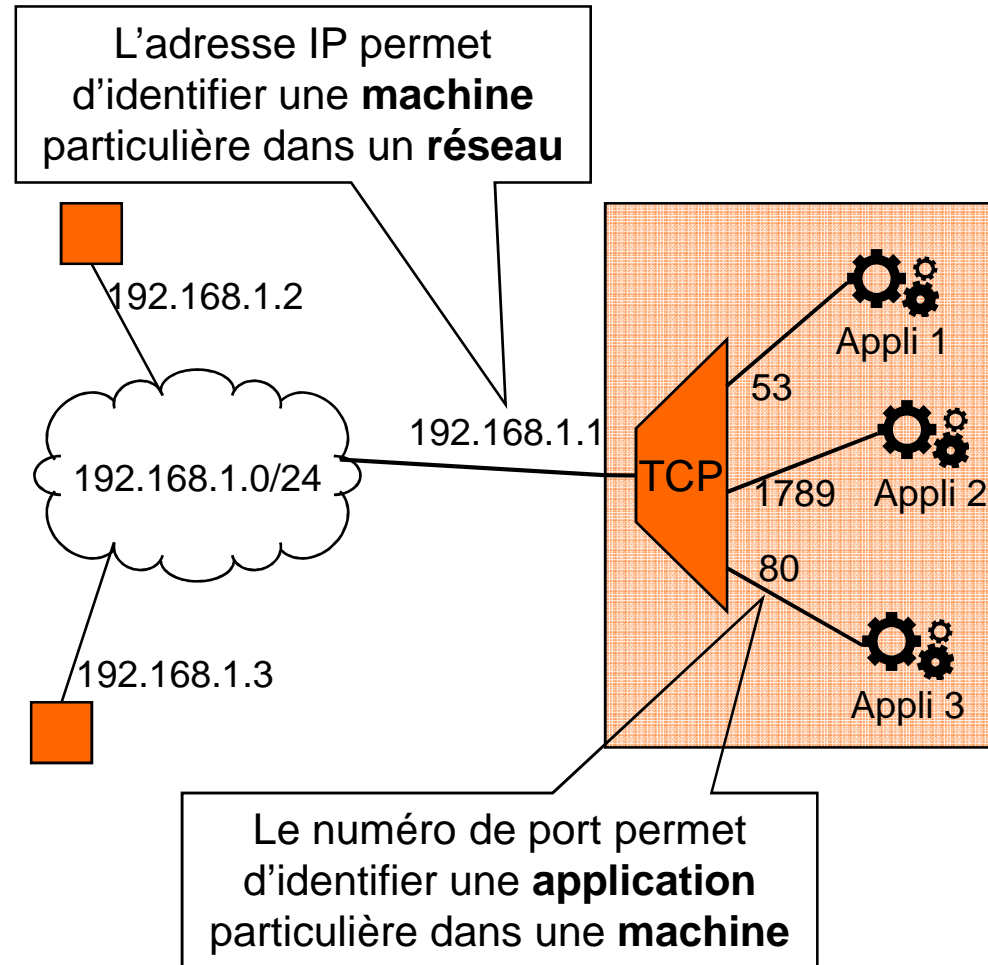 L’adresse IP permet
d’identifier une machine
particulière dans un réseau
192.168.1.2
Appli 1
53
192.168.1.1
192.168.1.0/24
TCP
1789
Appli 2
80
192.168.1.3
Appli 3
Le numéro de port permet
d’identifier une application
particulière dans une machine